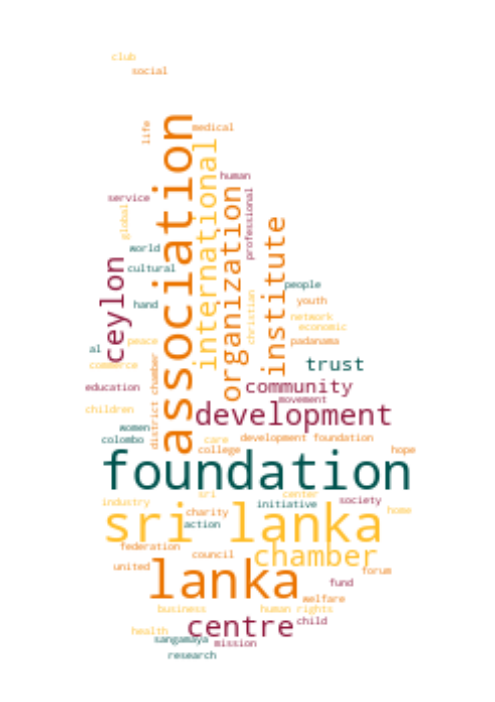 club
social
life
medical
association
international
human
service
organization
professional
global
institute
world
ceylon
cultural
people
hand
youth
christian
network
economic
peace
padanama
al
district chamber
commerce
trust
education
community
movement
children
development
women
colombo
care
development foundation
college
hope
foundation
sri
center
industry
society
initiative
home
charity
sri lanka
action
federation
council
chamber
united
forum
lanka
fund
welfare
business
human rights
centre
child
health
sangamaya
mission
research